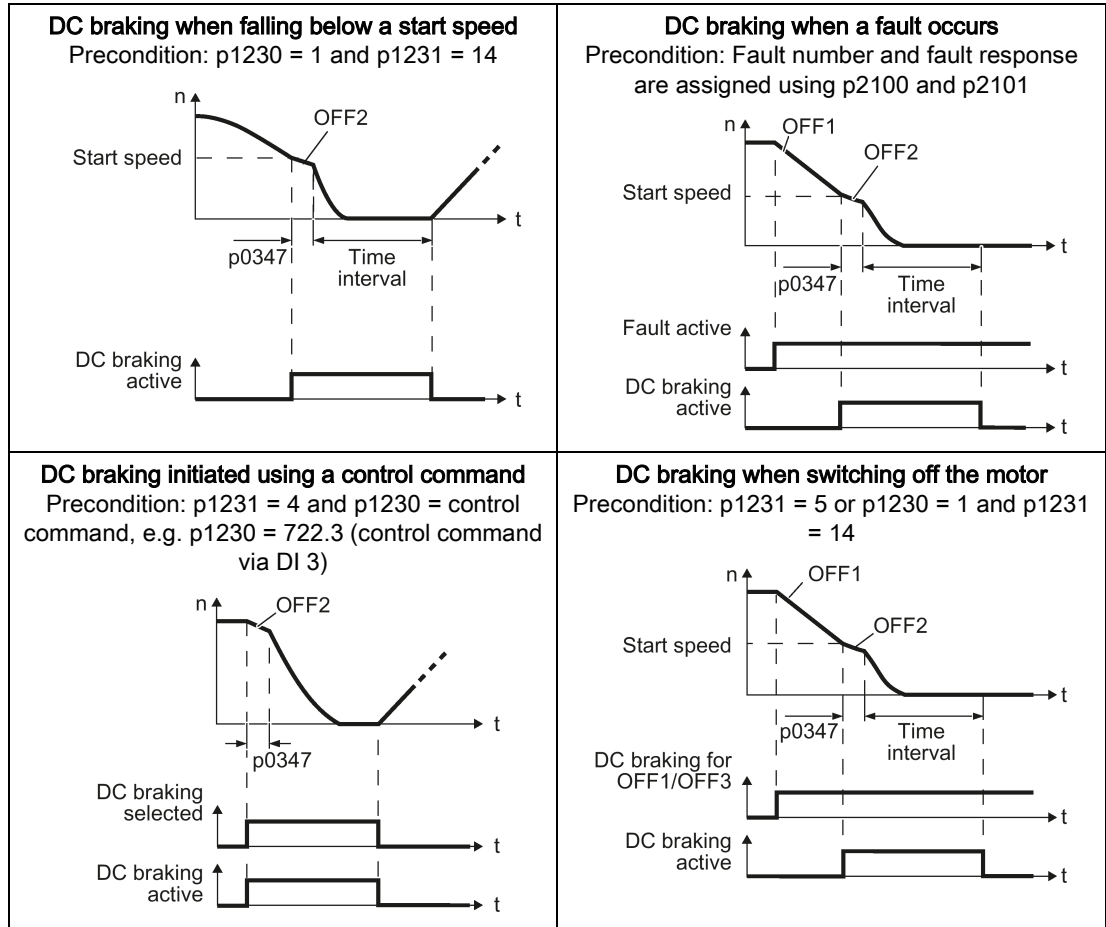 DC braking when falling below a start speed
Precondition: p1230 = 1 and p1231 = 14
n
OFF2
Start speed
t
p0347
Time
interval
DC braking
active
t
DC braking when a fault occurs
Precondition: Fault number and fault response
are assigned using p2100 and p2101
n
OFF1
OFF2
Start speed
t
p0347
Time
interval
Fault active
t
DC braking
active
t
DC braking initiated using a control command
Precondition: p1231 = 4 and p1230 = control
command, e.g. p1230 = 722.3 (control command
via DI 3)
n
OFF2
t
p0347
DC braking
selected
t
DC braking
active
t
DC braking when switching off the motor
Precondition: p1231 = 5 or p1230 = 1 and p1231
= 14
n
OFF1
OFF2
Start speed
t
p0347
Time
interval
DC braking for
OFF1/OFF3
t
DC braking
active
t